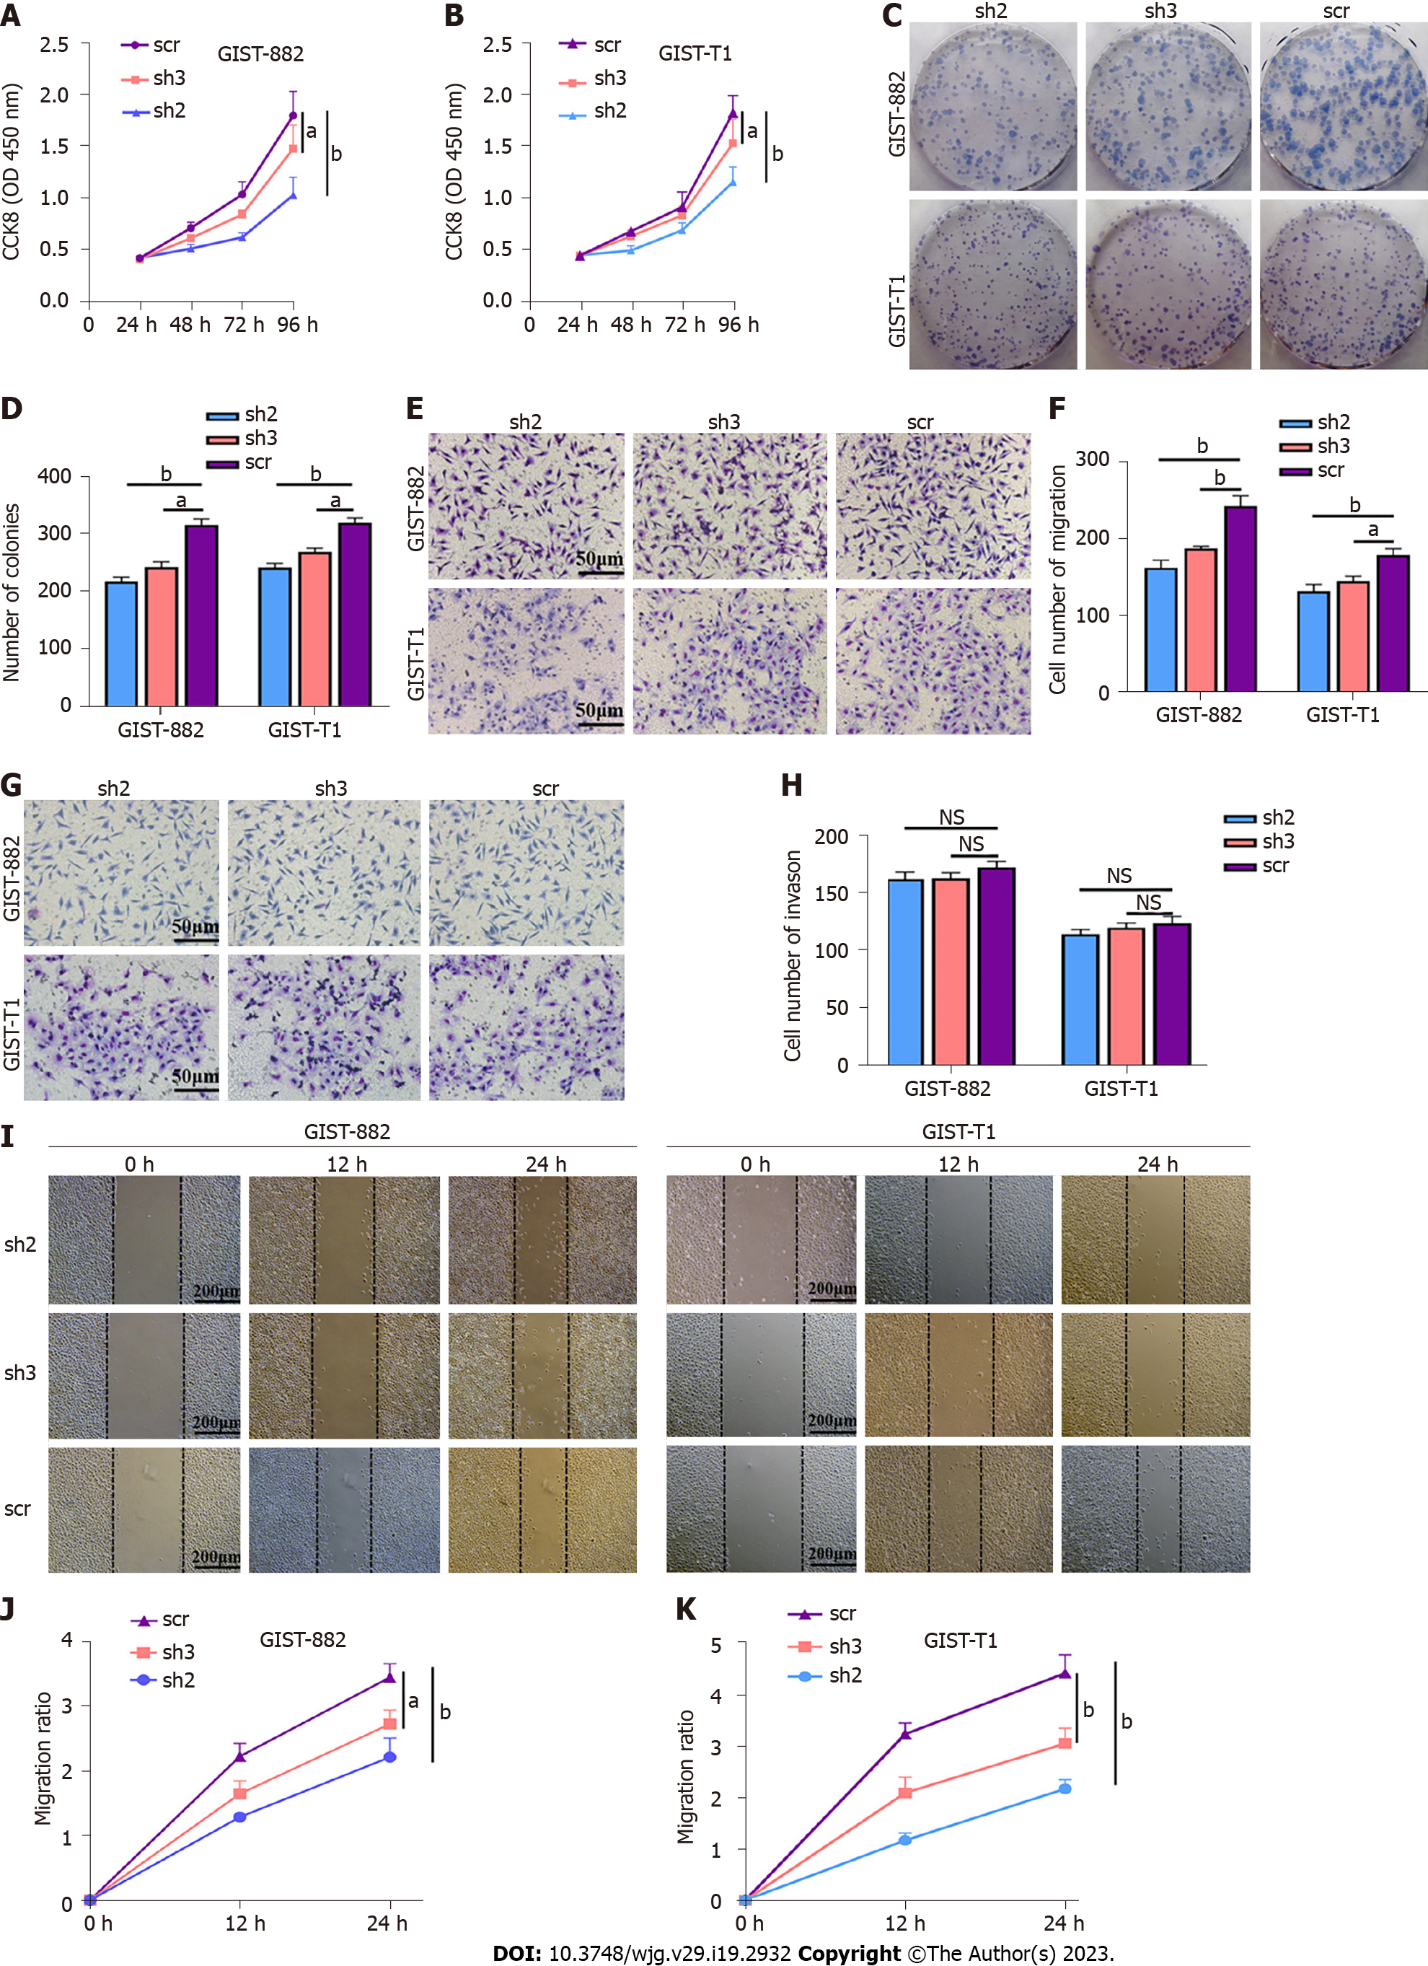 A
GIST-882
scr
sh3
sh2
CCK8 (OD 450 nm)
2.5
2.0
1.5
1.0
0.5
0.0
0 24 h 48 h 72 h 96 h
a
b
B
GIST-T1
scr
sh3
sh2
CCK8 (OD 450 nm)
2.5
2.0
1.5
1.0
0.5
0.0
0 24 h 48 h 72 h 96 h
a
b
C
sh2 sh3 scr
GIST-882
GIST-T1
D
sh2
sh3
scr
Number of colonies
400
300
200
100
0
b
a
b
a
GIST-882 GIST-T1
E
sh2 sh3 scr
GIST-882
50μm
GIST-T1
50μm
F
sh2
sh3
scr
Cell number of migration
300
200
100
0
b
b
b
a
GIST-882 GIST-T1
G
sh2 sh3 scr
GIST-882
50μm
GIST-T1
50μm
H
sh2
sh3
scr
Cell number of invason
200
150
100
50
0
NS
NS
NS
NS
GIST-882 GIST-T1
I
GIST-882 GIST-T1
0 h 12 h 24 h 0 h 12 h 24 h
sh2
200μm 200μm
sh3
200μm 200μm
scr
200μm 200μm
J
scr
sh3
sh2
GIST-882
Migration ratio
4
3
2
1
0
0 h 12 h 24 h
a
b
K
scr
sh3
sh2
GIST-T1
Migration ratio
5
4
3
2
1
0
0 h 12 h 24 h
b
b
DOI: 10.3748/wjg.v29.i19.2932 Copyright ©The Author(s) 2023.